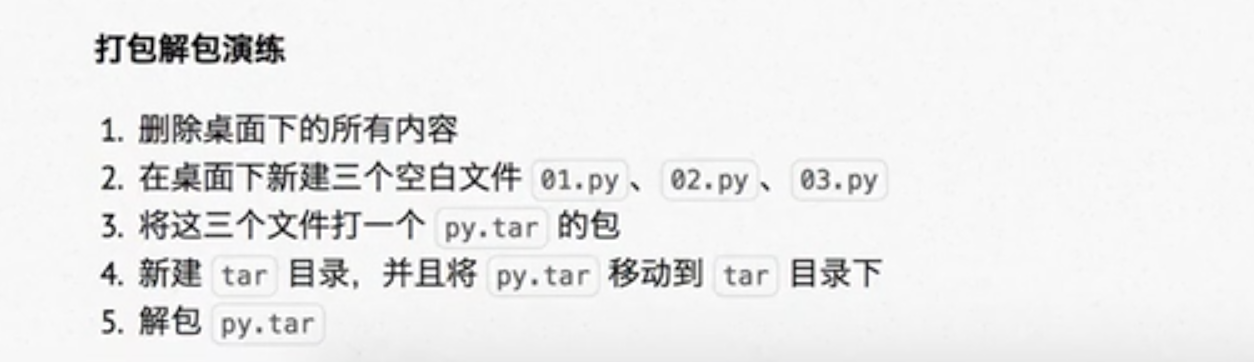 打包解包演练
1. 删除桌面下的所有内容
2. 在桌面下新建三个空白文件 01.py、02.py、03.py
3. 将这三个文件打一个 py.tar 的包
4. 新建 tar 目录，并且将 py.tar 移动到 tar 目录下
5. 解包 py.tar